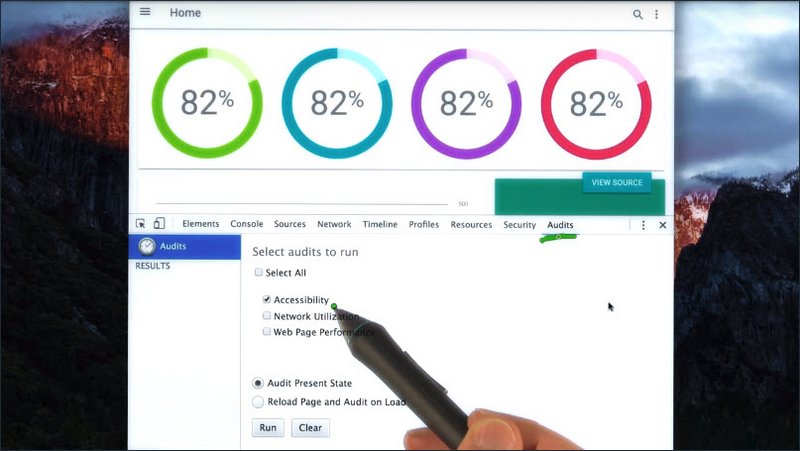 Home
82%
82%
82%
82%
500
VIEW SOURCE
Elements Console Sources Network Timeline Profiles Resources Security Audits
Audits
RESULTS
Select audits to run
Select All
Accessibility
Network Utilization
Web Page Performance
Audit Present State
Reload Page and Audit on Load
Run Clear